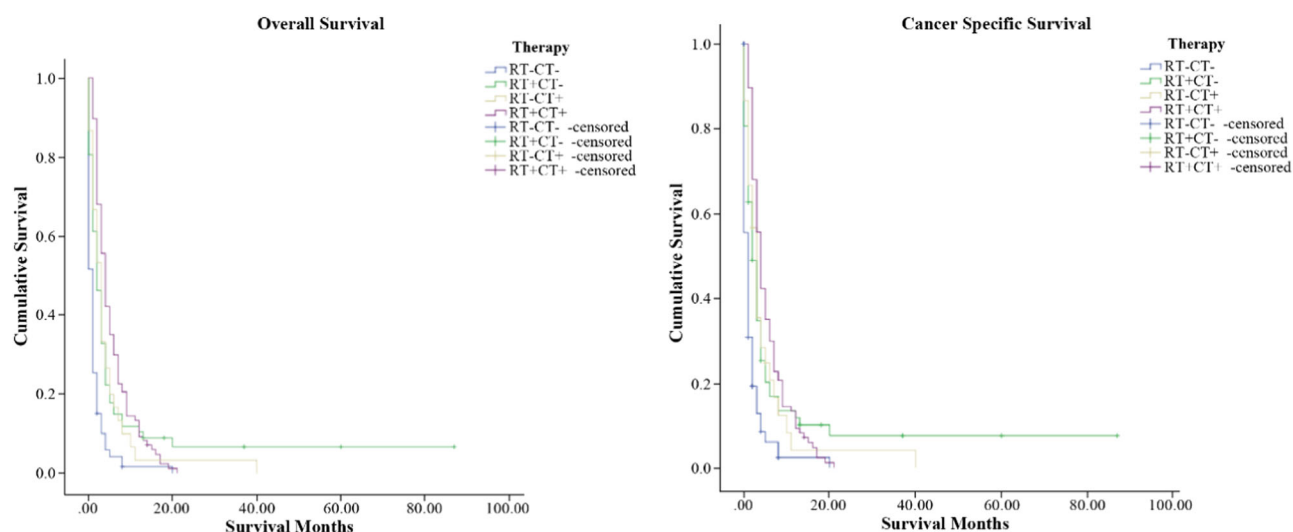 Overall Survival
Therapy
RT-CT-
RT+CT-
RT-CT+
RT+CT+
RT-CT- -censored
RT+CT- -censored
RT-CT+ -censored
RT+CT+ -censored
1.0
0.8
0.6
0.4
0.2
0.0
Cumulative Survival
.00 20.00 40.00 60.00 80.00 100.00
Survival Months
Cancer Specific Survival
Therapy
RT-CT-
RT+CT-
RT-CT+
RT+CT+
RT-CT- -censored
RT+CT- -censored
RT-CT+ -censored
RT+CT+ -censored
1.0
0.8
0.6
0.4
0.2
0.0
Cumulative Survival
.00 20.00 40.00 60.00 80.00 100.00
Survival Months